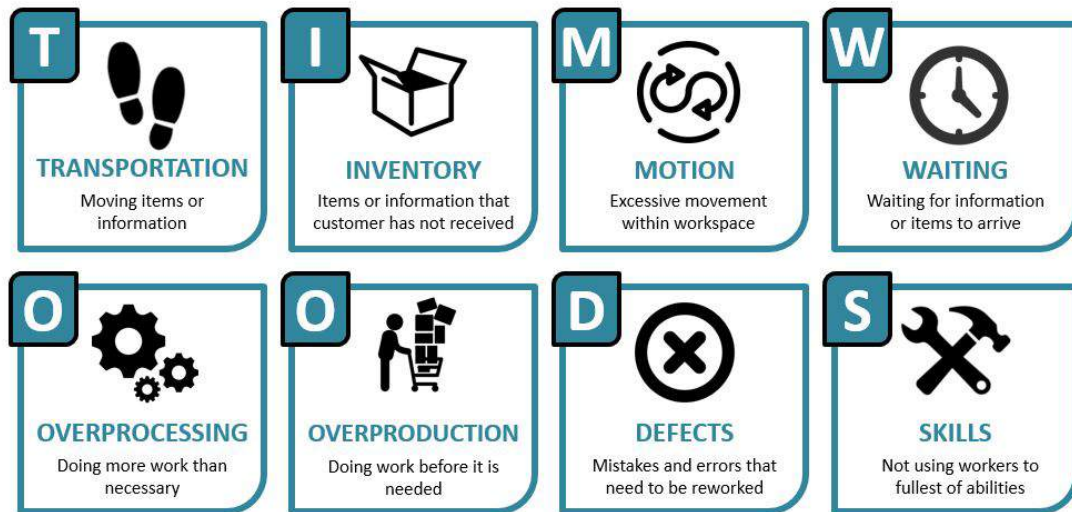 T
TRANSPORTATION
Moving items or
information
I
INVENTORY
Items or information that
customer has not received
M
MOTION
Excessive movement
within workspace
W
WAITING
Waiting for information
or items to arrive
O
OVERPROCESSING
Doing more work than
necessary
O
OVERPRODUCTION
Doing work before it is
needed
D
DEFECTS
Mistakes and errors that
need to be reworked
S
SKILLS
Not using workers to
fullest of abilities